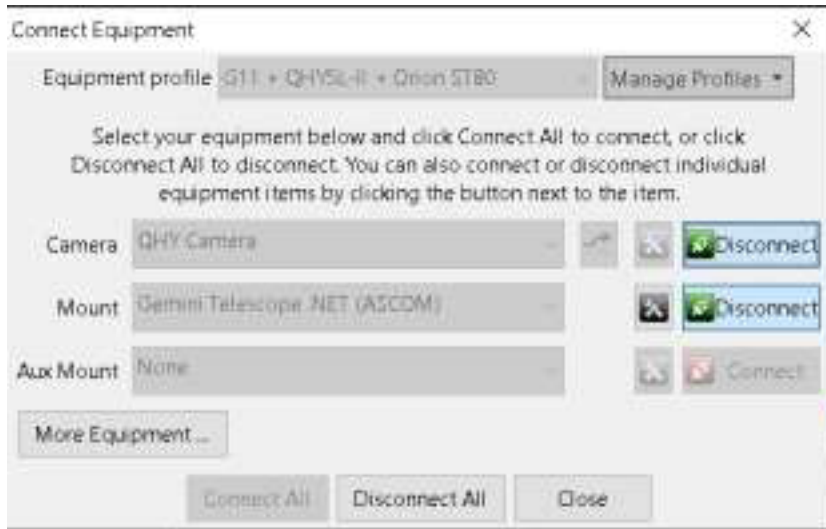 Connect Equipment
Equipment profile G11 + QHY5L-II + Orion ST80 Manage Profiles
Select your equipment below and click Connect All to connect, or click
Disconnect All to disconnect. You can also connect or disconnect individual
equipment items by clicking the button next to the item.
Camera QHY Camera Disconnect
Mount Gemini Telescope .NET (ASCOM) Disconnect
Aux Mount None Connect
More Equipment ...
Connect All Disconnect All Close